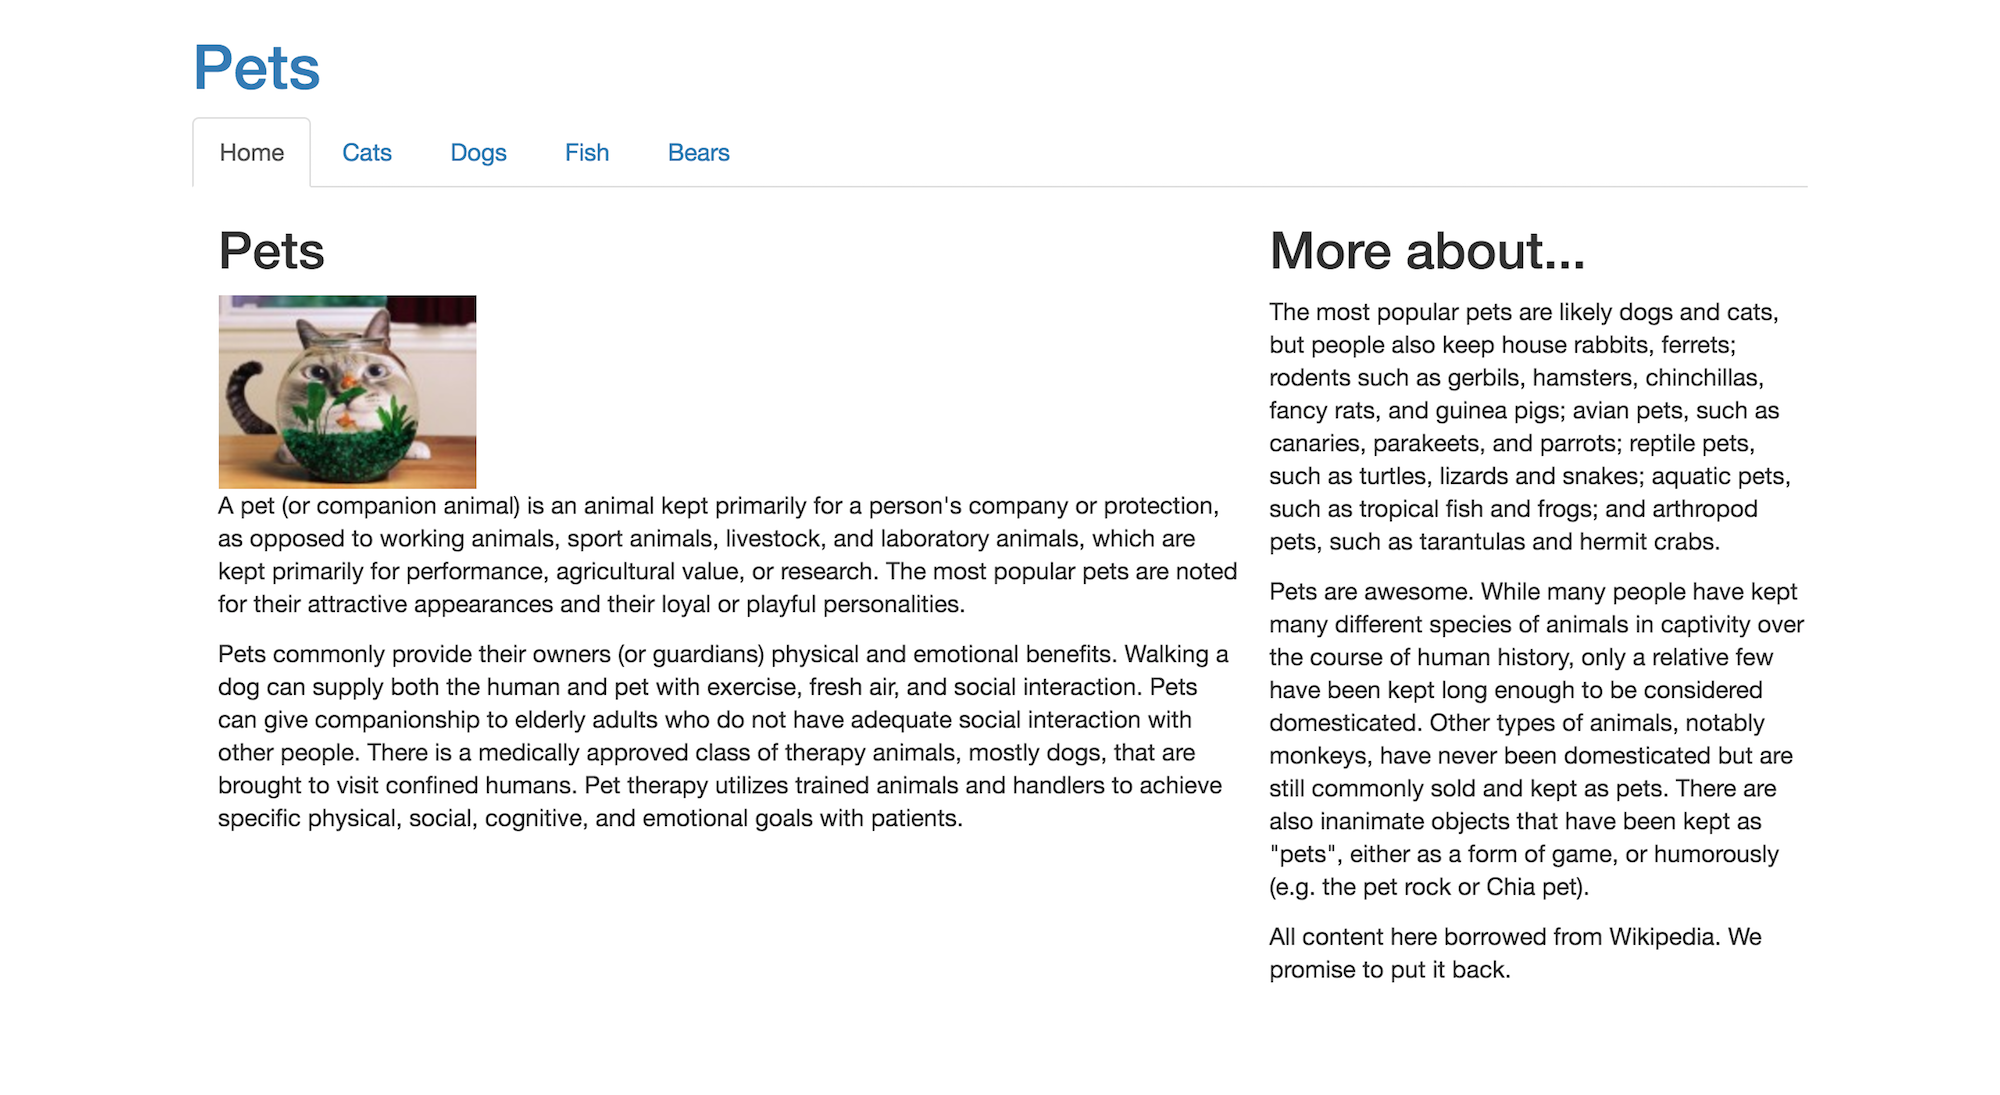 Pets
Home Cats Dogs Fish Bears
Pets
A pet (or companion animal) is an animal kept primarily for a person's company or protection,
as opposed to working animals, sport animals, livestock, and laboratory animals, which are
kept primarily for performance, agricultural value, or research. The most popular pets are noted
for their attractive appearances and their loyal or playful personalities.
Pets commonly provide their owners (or guardians) physical and emotional benefits. Walking a
dog can supply both the human and pet with exercise, fresh air, and social interaction. Pets
can give companionship to elderly adults who do not have adequate social interaction with
other people. There is a medically approved class of therapy animals, mostly dogs, that are
brought to visit confined humans. Pet therapy utilizes trained animals and handlers to achieve
specific physical, social, cognitive, and emotional goals with patients.
More about...
The most popular pets are likely dogs and cats,
but people also keep house rabbits, ferrets;
rodents such as gerbils, hamsters, chinchillas,
fancy rats, and guinea pigs; avian pets, such as
canaries, parakeets, and parrots; reptile pets,
such as turtles, lizards and snakes; aquatic pets,
such as tropical fish and frogs; and arthropod
pets, such as tarantulas and hermit crabs.
Pets are awesome. While many people have kept
many different species of animals in captivity over
the course of human history, only a relative few
have been kept long enough to be considered
domesticated. Other types of animals, notably
monkeys, have never been domesticated but are
still commonly sold and kept as pets. There are
also inanimate objects that have been kept as
"pets", either as a form of game, or humorously
(e.g. the pet rock or Chia pet).
All content here borrowed from Wikipedia. We
promise to put it back.